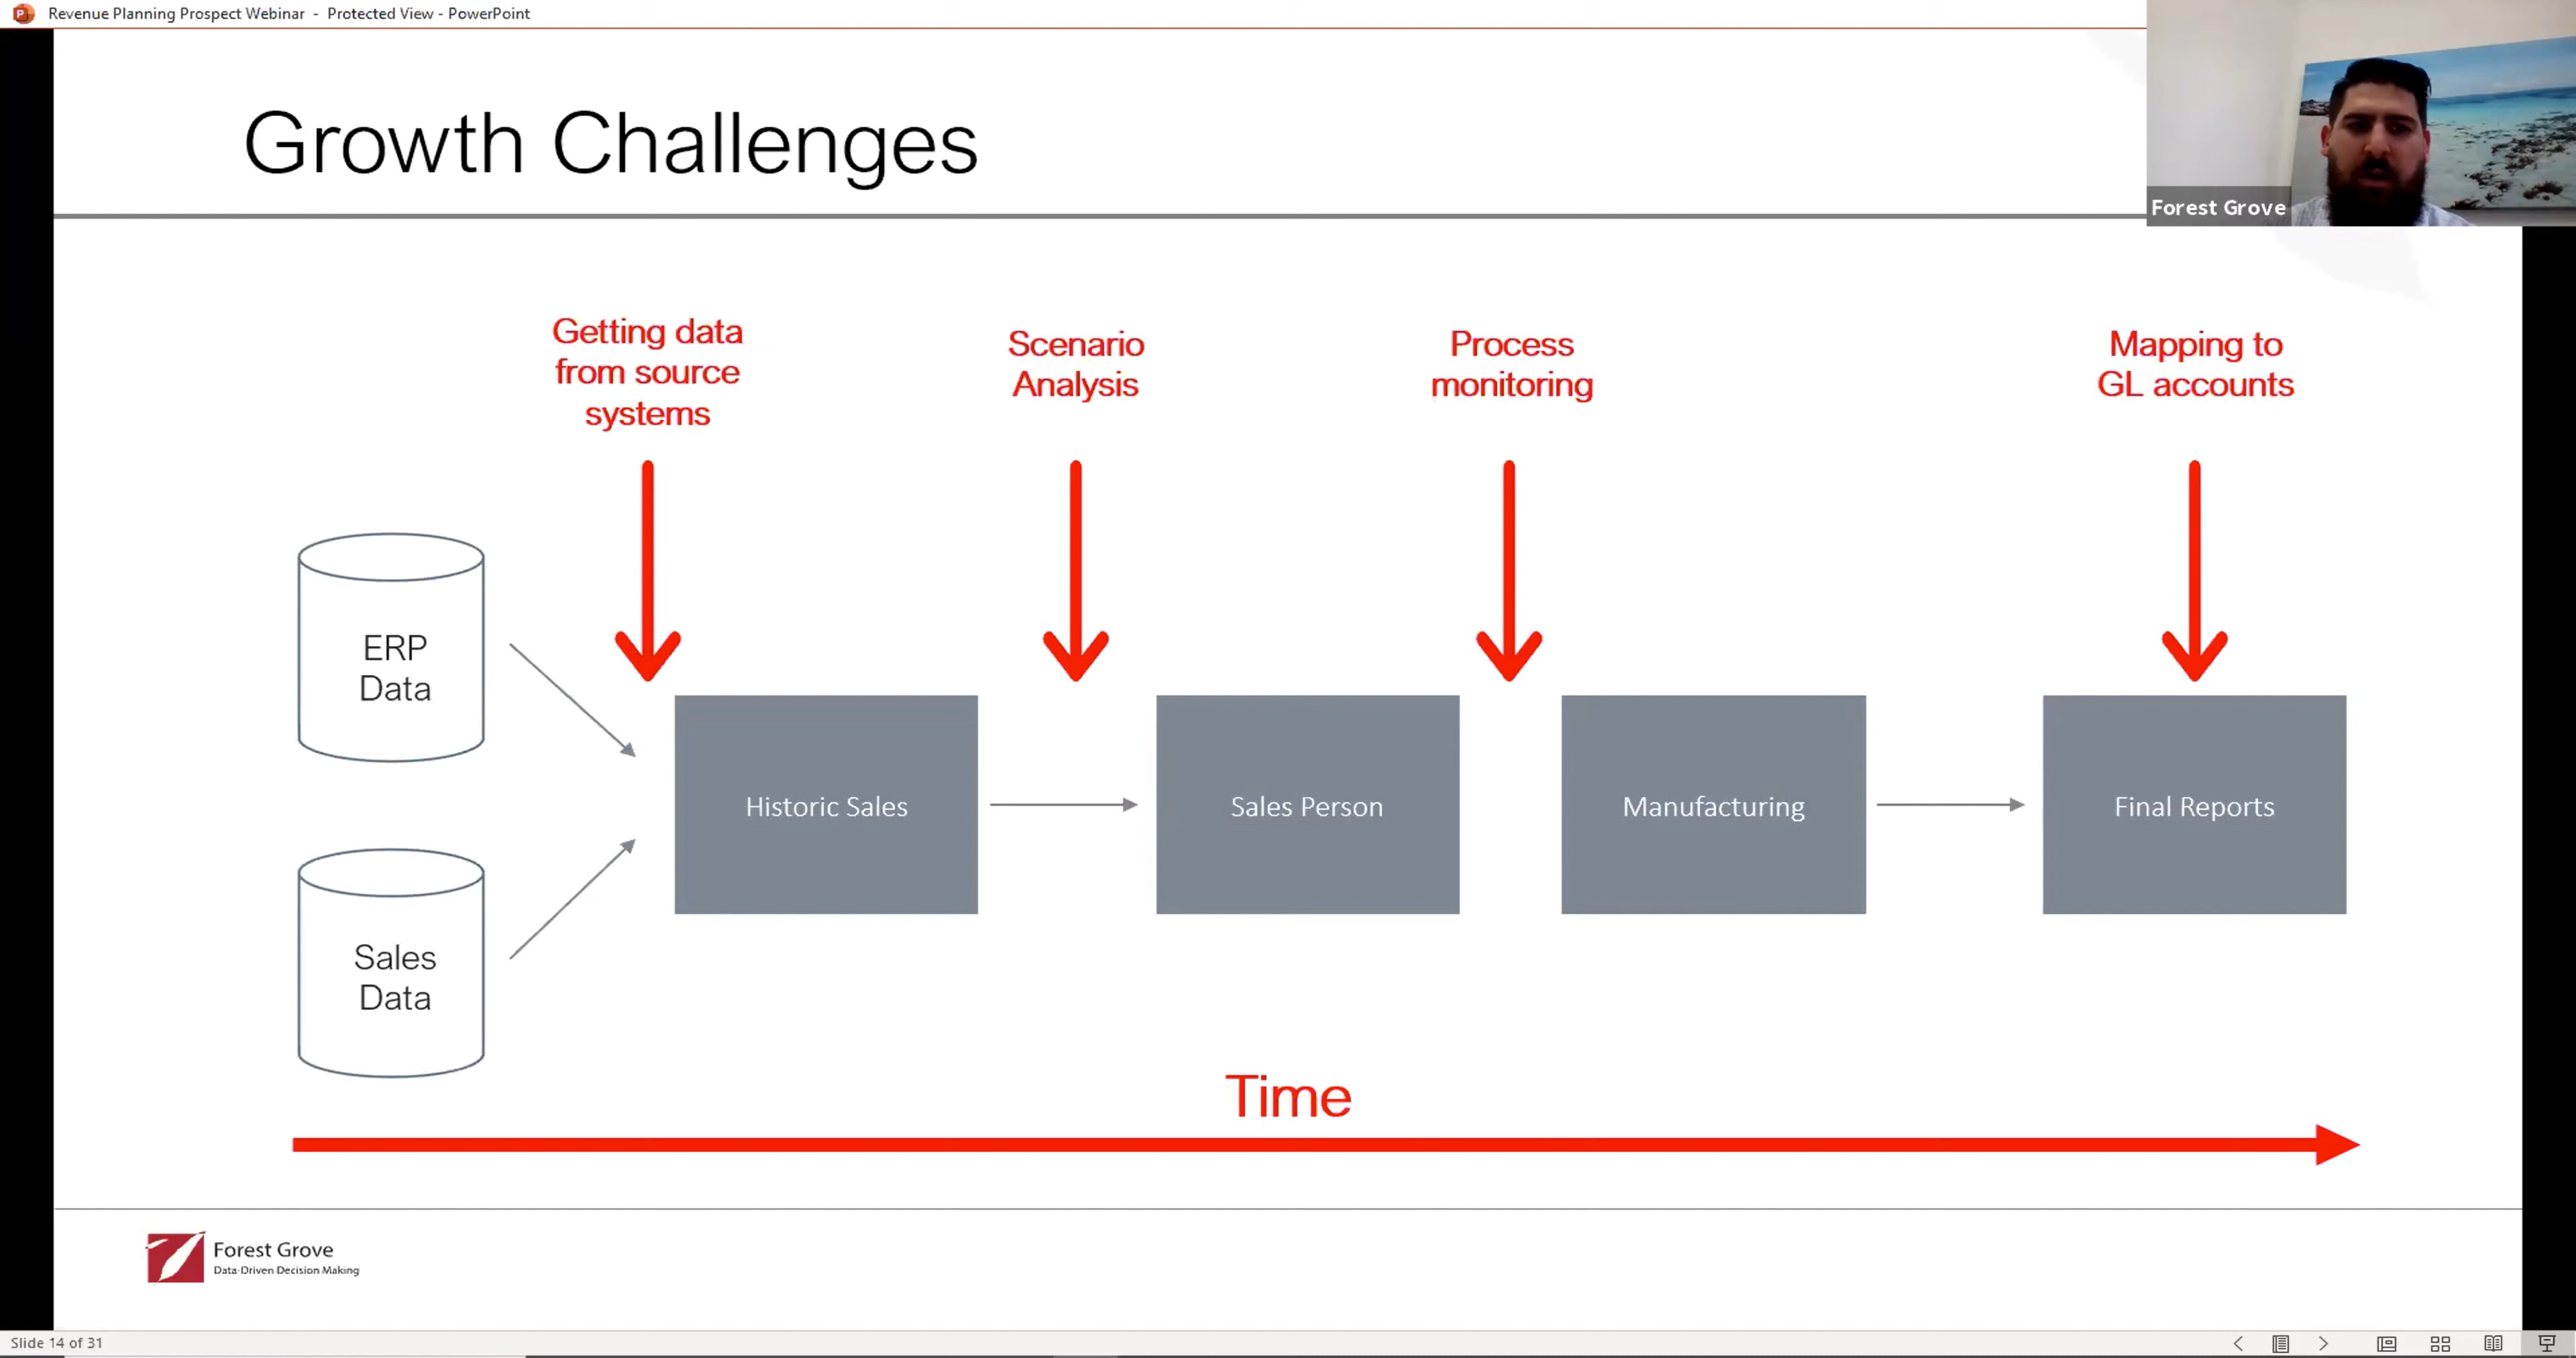 Revenue Planning Prospect Webinar - Protected View - PowerPoint
Forest Grove
Growth Challenges
Getting data
from source
systems
Scenario
Analysis
Process
monitoring
Mapping to
GL accounts
ERP
Data
Sales
Data
Historic Sales
Sales Person
Manufacturing
Final Reports
Time
Forest Grove
Data-Driven Decision Making
Slide 14 of 31